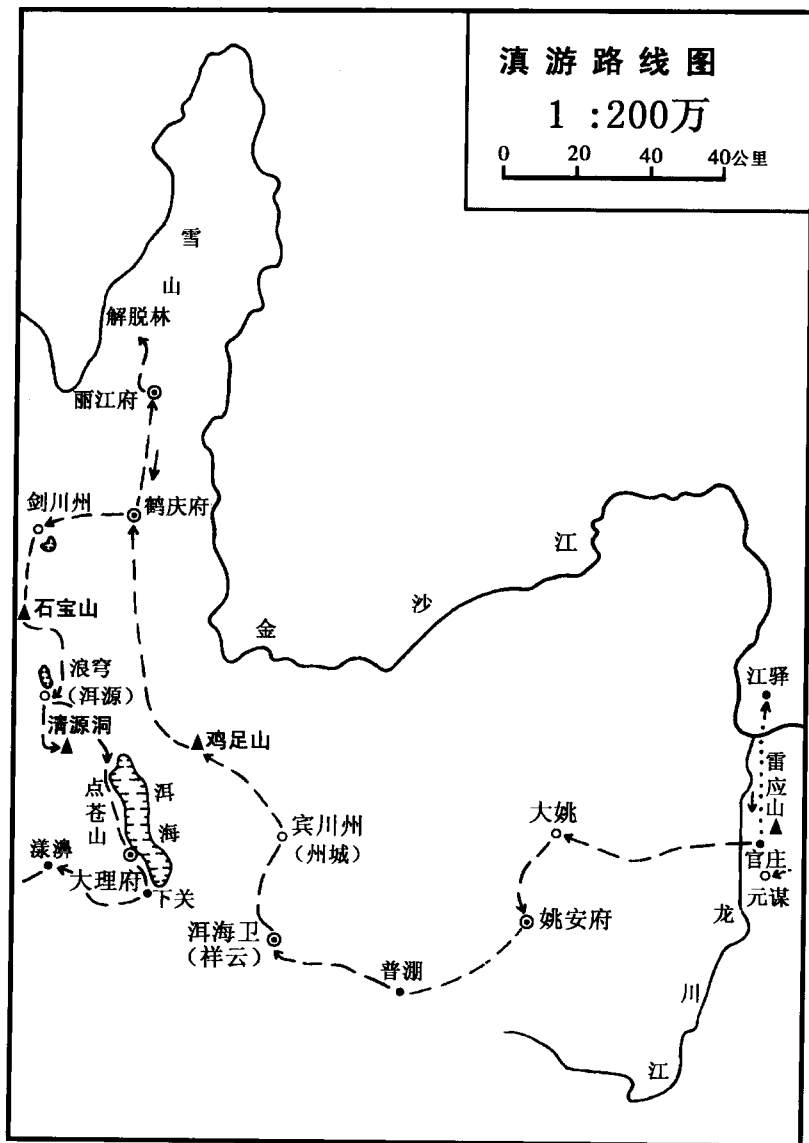 滇游路线图
1:200万
0 20 40 40公里
雪山
解脱林
丽江府
剑川州
鹤庆府
金沙江
石宝山
浪穹
（洱源）
江驿
清源洞
鸡足山
雷应山
点苍山
洱海
宾川州
（州城）
大姚
漾濞
官庄
大理府
下关
元谋
洱海卫
（祥云）
姚安府
龙川江
普淜